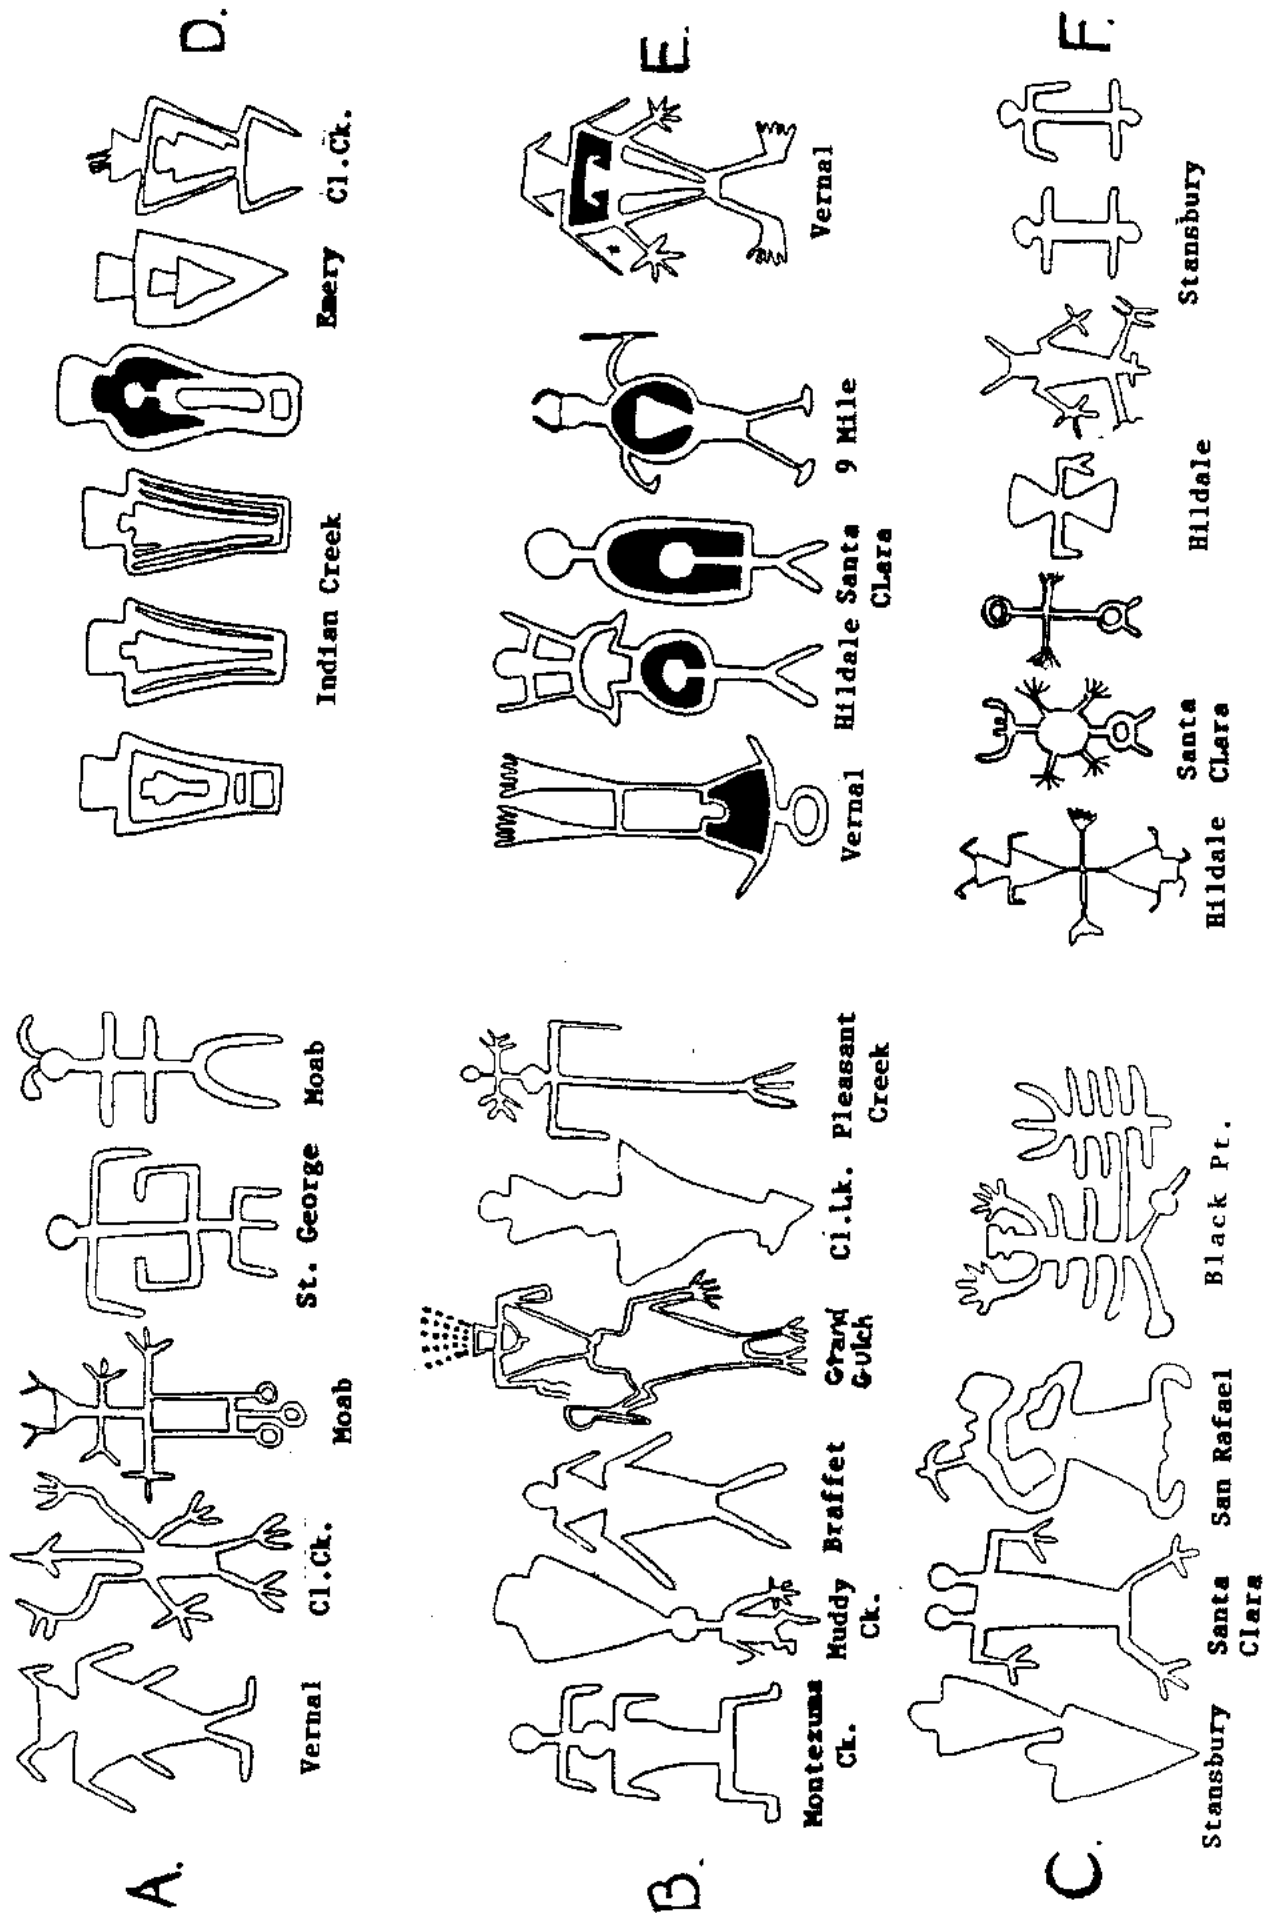 A.
Vernal
Cl.Ck.
Moab
St. George
Moab
B.
Montezuma
Ck.
Muddy
Ck.
Braffet
Grand
Gulch
Cl.Lk.
Pleasant
Creek
C.
Stansbury
Santa
Clara
San Rafael
Black Pt.
D.
Indian Creek
Emery
Cl.Ck.
E.
Vernal
Hildale
Santa
CLara
9 Mile
Vernal
F.
Hildale
Santa
CLara
Hildale
Stansbury